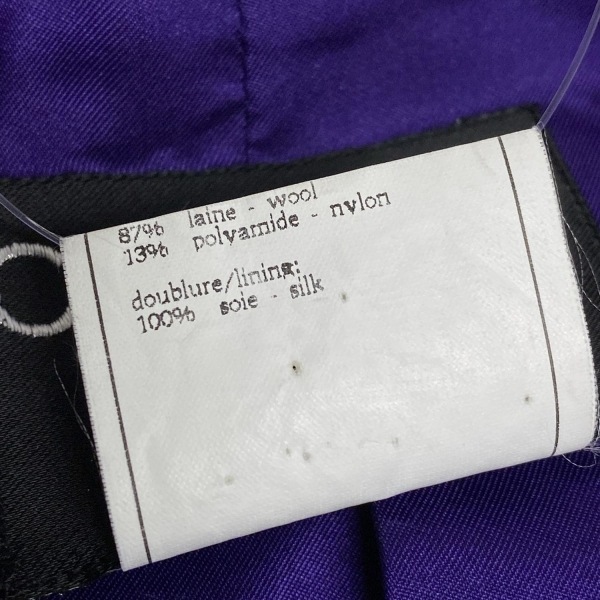 87% laine - wool
13% polyamide - nylon
doublure/lining:
100% soie - silk